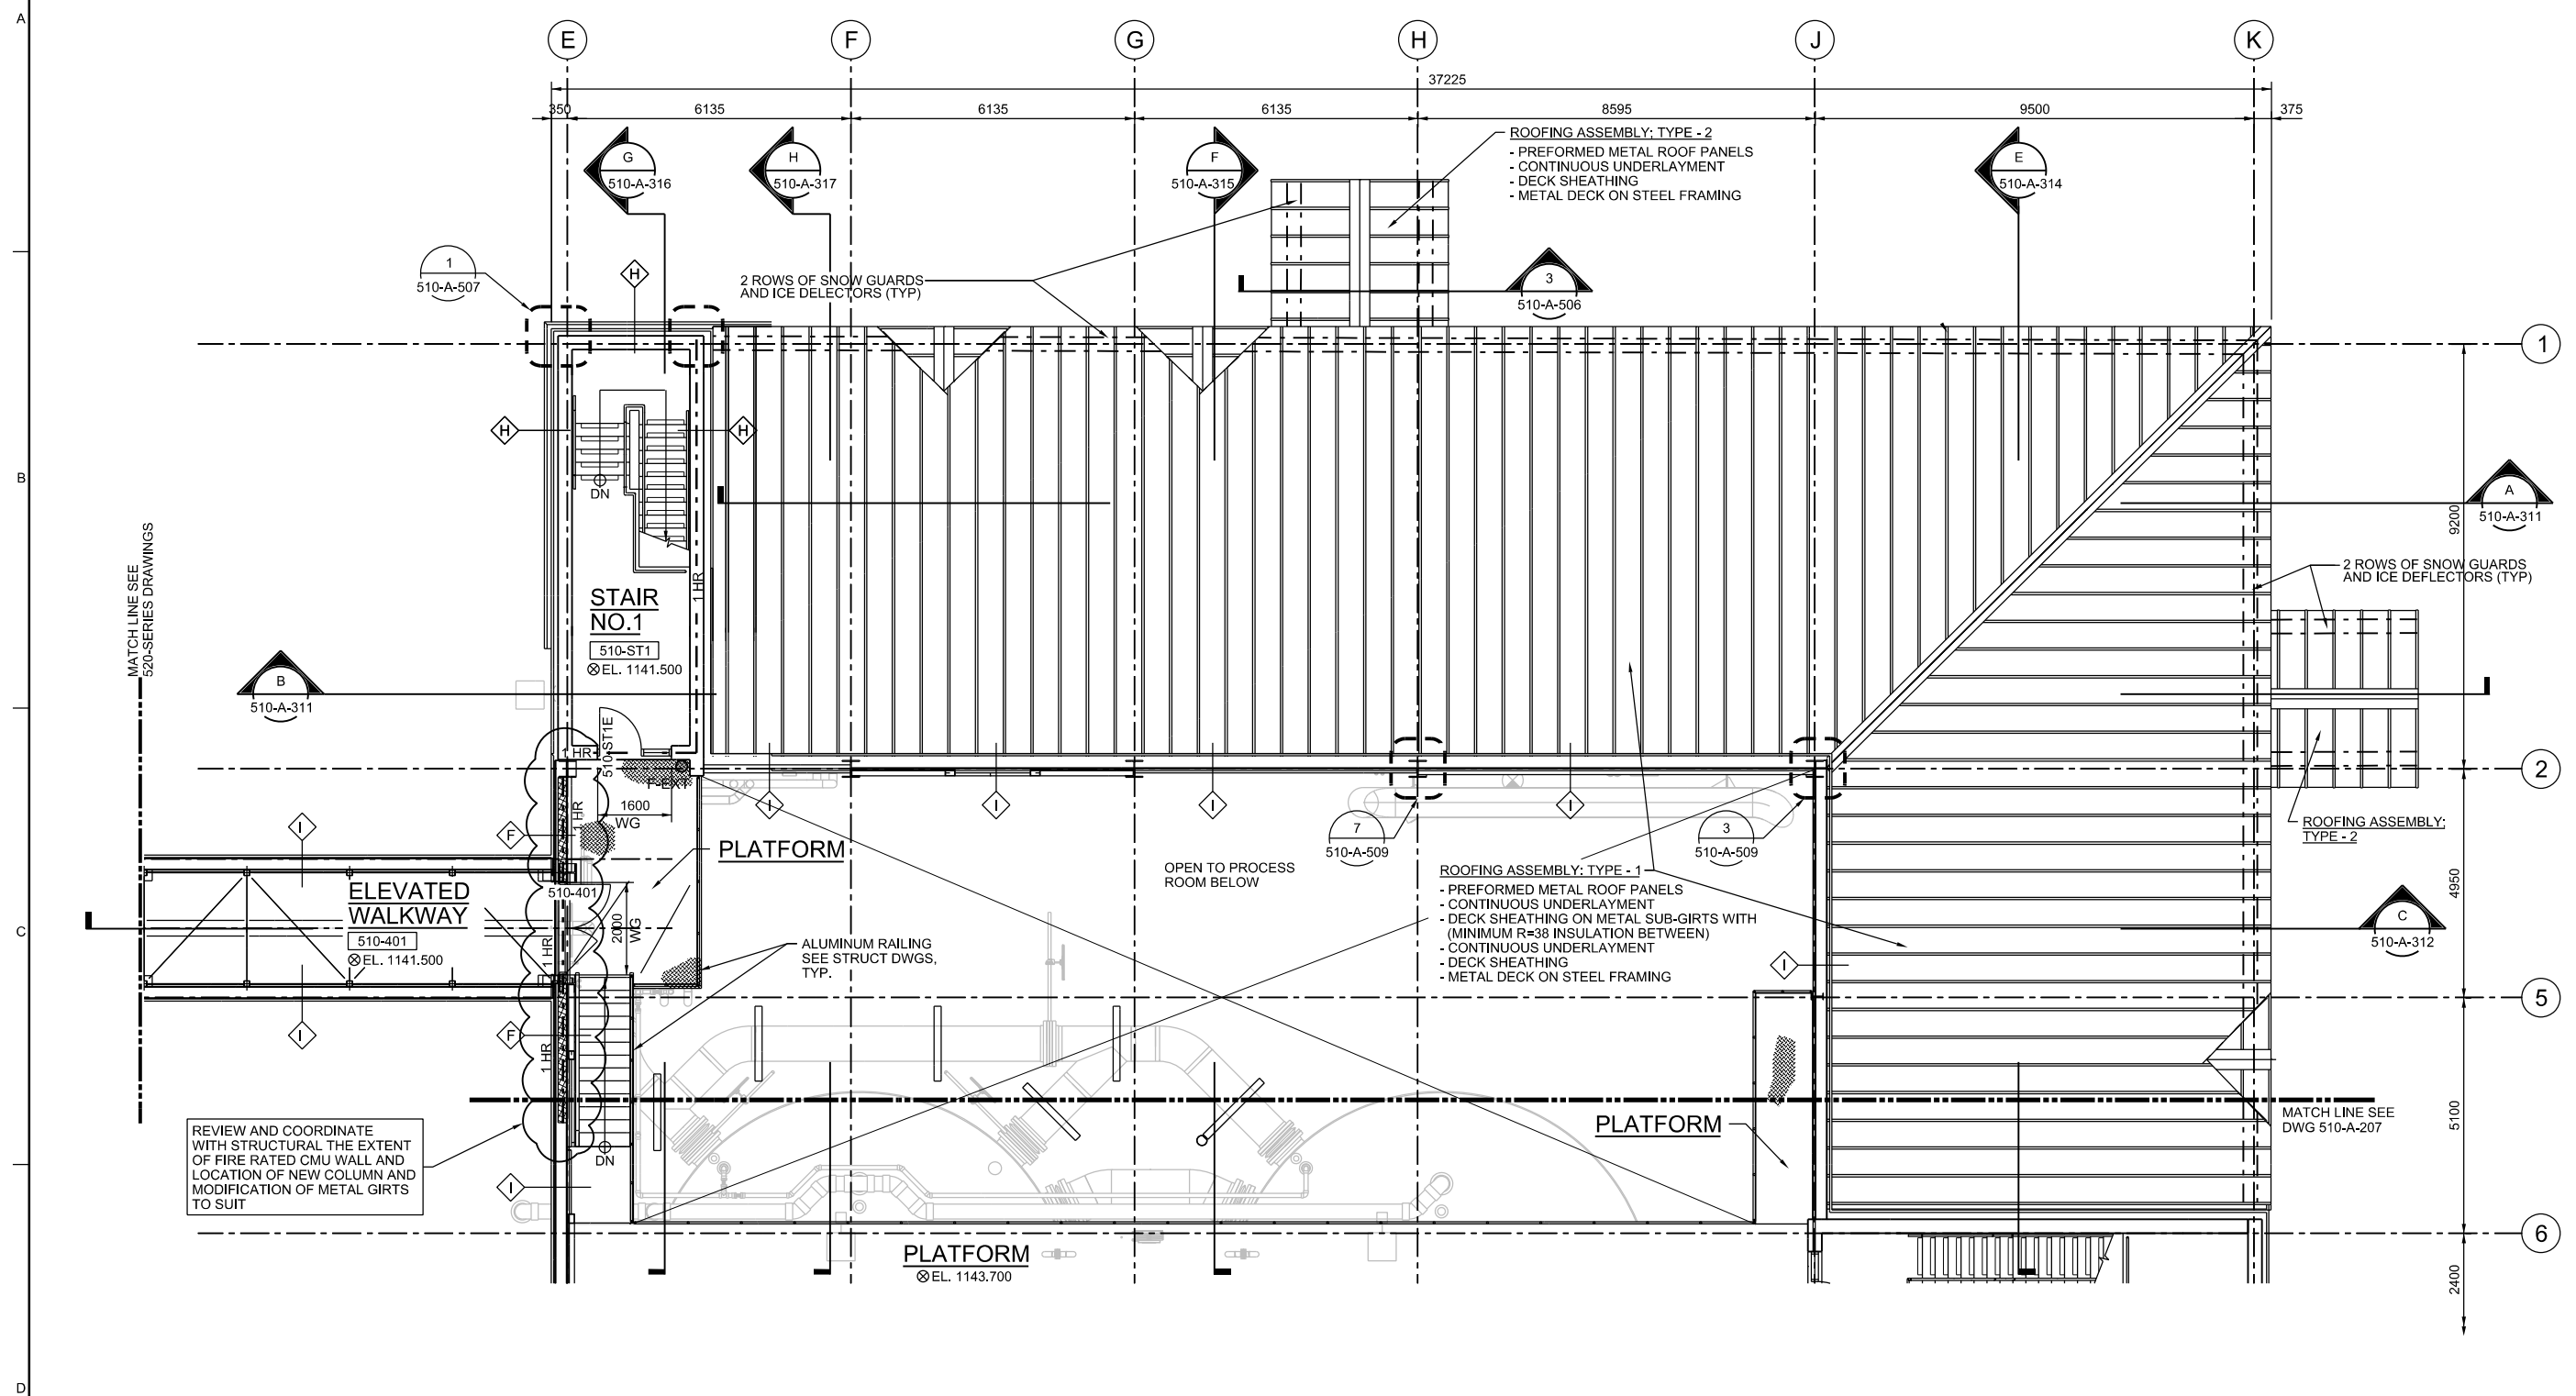 A
E
F
G
H
J
K
37225
350
6135
6135
6135
8595
9500
375
G
510-A-316
H
510-A-317
F
510-A-315
E
510-A-314
ROOFING ASSEMBLY: TYPE - 2
- PREFORMED METAL ROOF PANELS
- CONTINUOUS UNDERLAYMENT
- DECK SHEATHING
- METAL DECK ON STEEL FRAMING
1
510-A-507
H
2 ROWS OF SNOW GUARDS
AND ICE DELECTORS (TYP)
3
510-A-506
1
H
H
B
DN
A
510-A-311
9200
MATCH LINE SEE
520-SERIES DRAWINGS
2 ROWS OF SNOW GUARDS
AND ICE DEFLECTORS (TYP)
1 HR
STAIR
NO.1
510-ST1
EL. 1141.500
B
510-A-311
510-ST1E
1 HR
2
F-EXT
1600
WG
1 HR
I
I
I
I
I
F
7
510-A-509
3
510-A-509
ROOFING ASSEMBLY:
TYPE - 2
PLATFORM
OPEN TO PROCESS
ROOM BELOW
ROOFING ASSEMBLY: TYPE - 1
- PREFORMED METAL ROOF PANELS
- CONTINUOUS UNDERLAYMENT
- DECK SHEATHING ON METAL SUB-GIRTS WITH
(MINIMUM R=38 INSULATION BETWEEN)
- CONTINUOUS UNDERLAYMENT
- DECK SHEATHING
- METAL DECK ON STEEL FRAMING
4950
ELEVATED
WALKWAY
510-401
EL. 1141.500
510-401
2000
WG
1 HR
C
C
510-A-312
ALUMINUM RAILING
SEE STRUCT DWGS,
TYP.
I
5
I
F
1 HR
REVIEW AND COORDINATE
WITH STRUCTURAL THE EXTENT
OF FIRE RATED CMU WALL AND
LOCATION OF NEW COLUMN AND
MODIFICATION OF METAL GIRTS
TO SUIT
DN
PLATFORM
MATCH LINE SEE
DWG 510-A-207
5100
I
6
PLATFORM
EL. 1143.700
2400
D